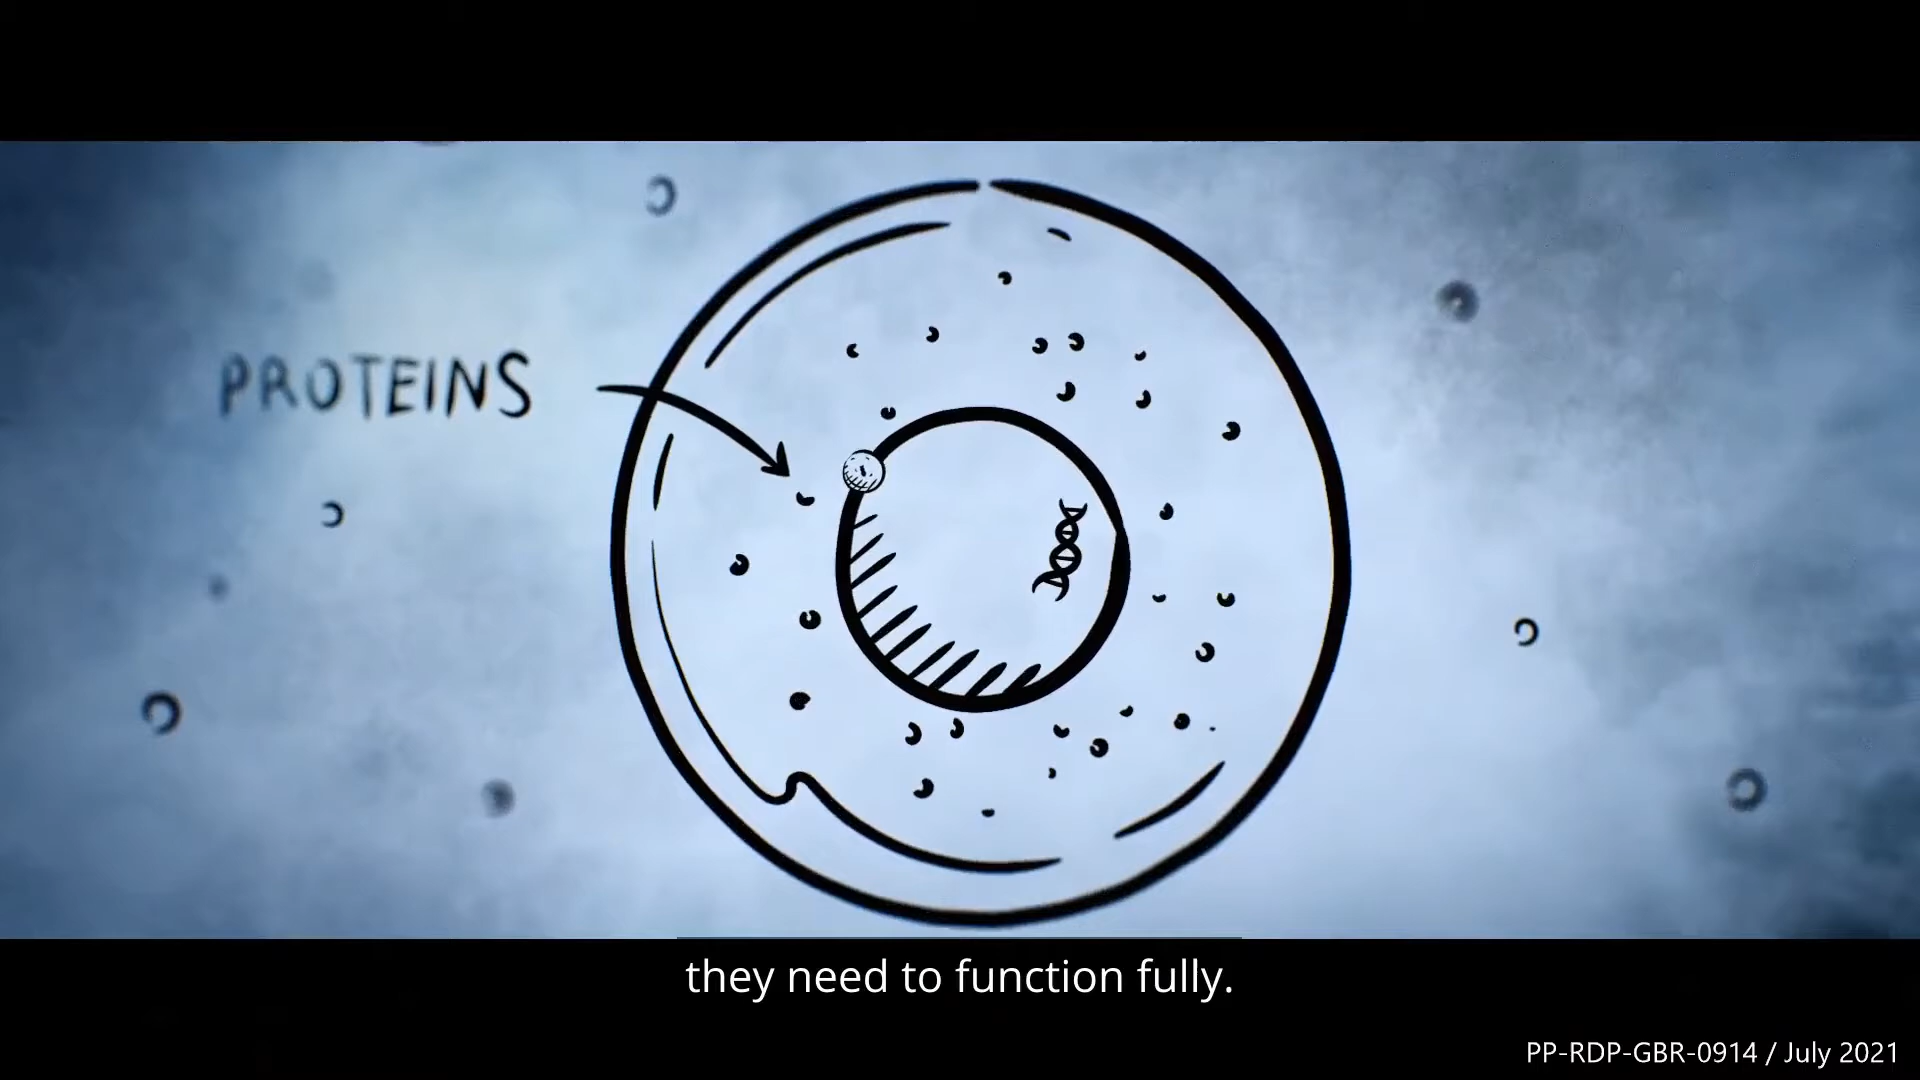 PROTEINS
they need to function fully.
PP-RDP-GBR-0914 / July 2021